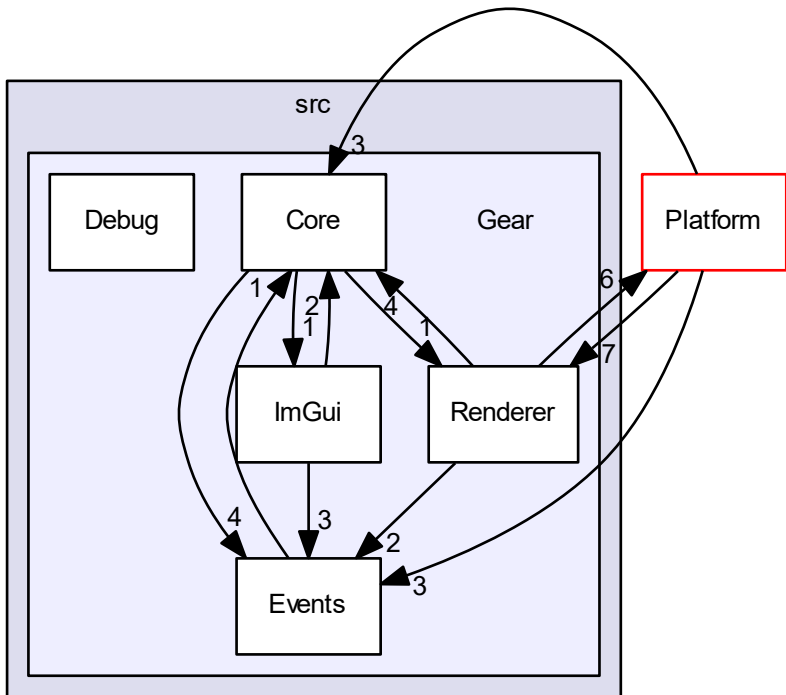 src
3
Debug
Core
Gear
Platform
1
2
1
4
1
6
7
ImGui
Renderer
4
3
2
3
Events